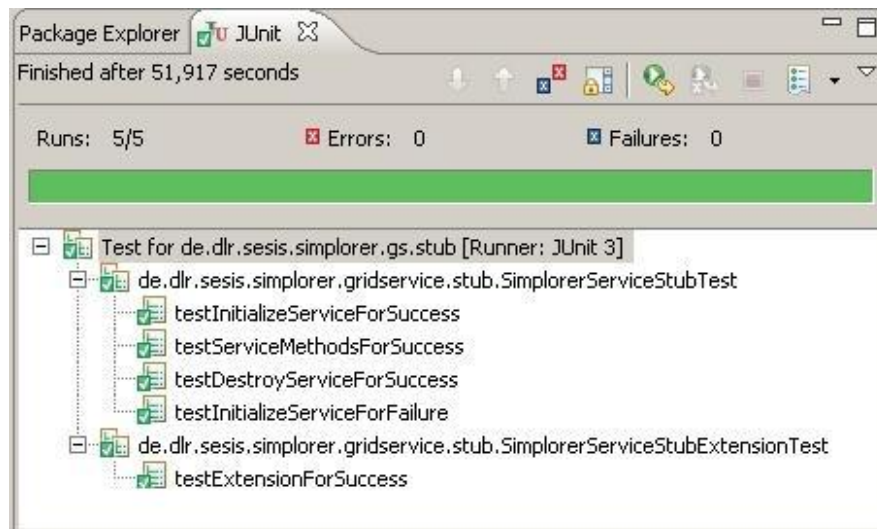 Package Explorer JUnit
Finished after 51,917 seconds
Runs: 5/5 Errors: 0 Failures: 0
Test for de.dlr.sesis.simplorer.gs.stub [Runner: JUnit 3]
de.dlr.sesis.simplorer.gridservice.stub.SimplorerServiceStubTest
testInitializeServiceForSuccess
testServiceMethodsForSuccess
testDestroyServiceForSuccess
testInitializeServiceForFailure
de.dlr.sesis.simplorer.gridservice.stub.SimplorerServiceStubExtensionTest
testExtensionForSuccess